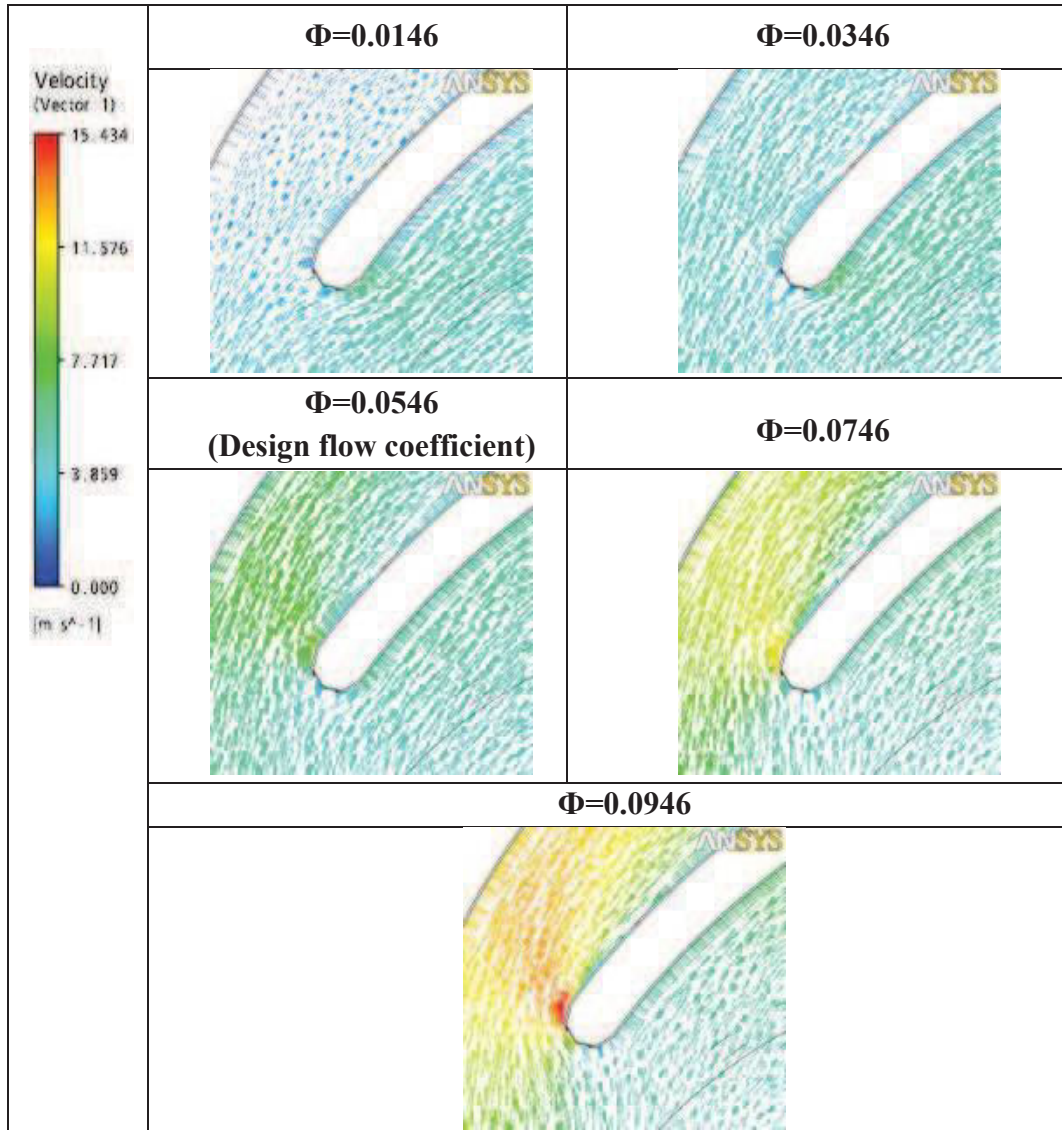 Φ=0.0146
Φ=0.0346
Velocity
(Vector 1)
15.434
11.576
7.717
3.859
0.000
[m s^-1]
ANSYS
ANSYS
Φ=0.0546
(Design flow coefficient)
Φ=0.0746
ANSYS
ANSYS
Φ=0.0946
ANSYS